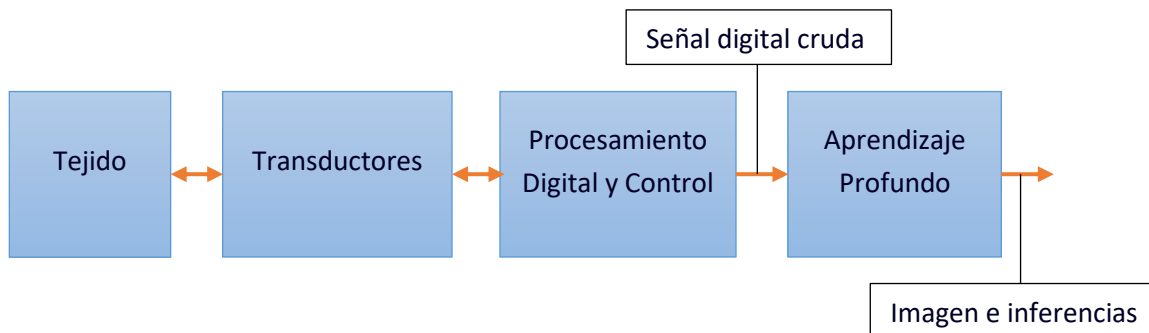 Señal digital cruda
Tejido
Transductores
Procesamiento
Digital y Control
Aprendizaje
Profundo
Imagen e inferencias